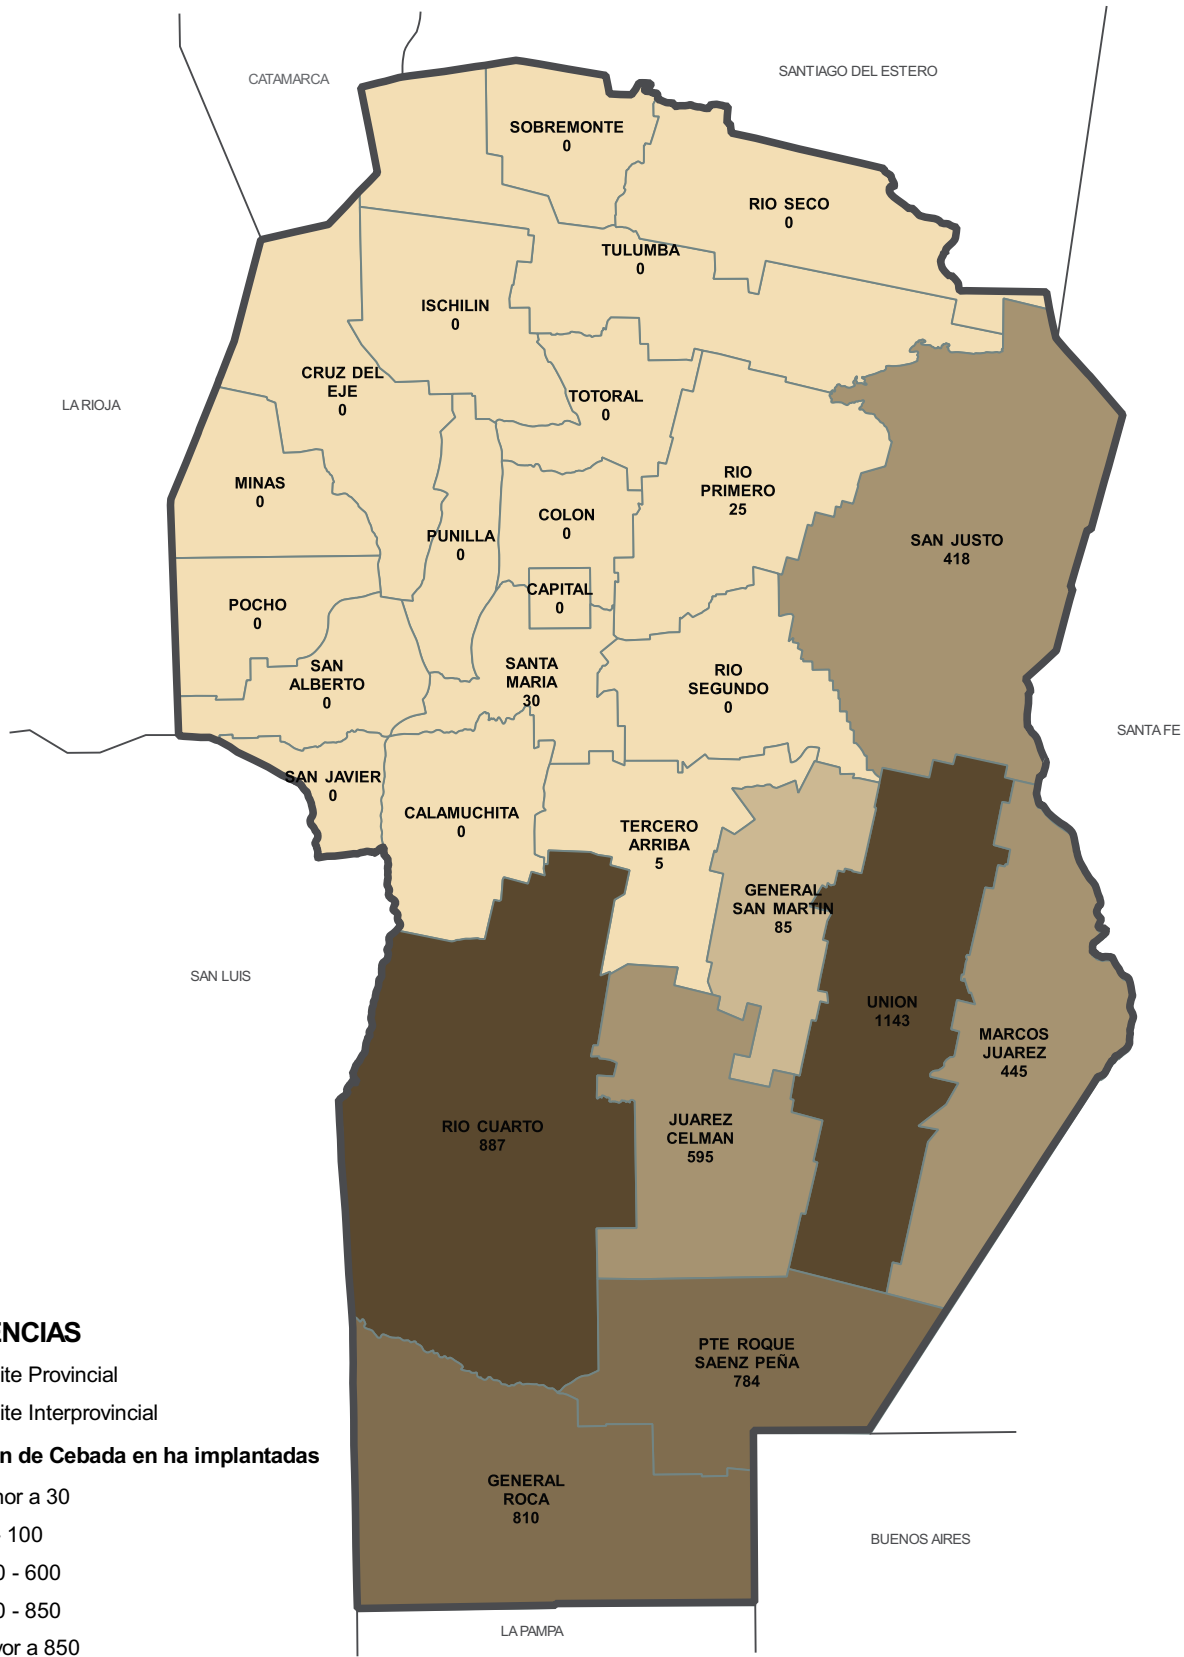 CATAMARCA
SANTIAGO DEL ESTERO
SOBREMONTE
0
RIO SECO
0
TULUMBA
0
ISCHILIN
0
CRUZ DEL
EJE
0
TOTORAL
0
LA RIOJA
MINAS
0
RIO
PRIMERO
25
COLON
0
PUNILLA
0
SAN JUSTO
418
CAPITAL
0
POCHO
0
SAN
ALBERTO
0
SANTA
MARIA
30
RIO
SEGUNDO
0
SANTA FE
SAN JAVIER
0
CALAMUCHITA
0
TERCERO
ARRIBA
5
GENERAL
SAN MARTIN
85
SAN LUIS
UNION
1143
MARCOS
JUAREZ
445
RIO CUARTO
887
JUAREZ
CELMAN
595
PTE ROQUE
SAENZ PEÑA
784
GENERAL
ROCA
810
BUENOS AIRES
LA PAMPA
ENCIAS
ite Provincial
ite Interprovincial
n de Cebada en ha implantadas
nor a 30
- 100
0 - 600
0 - 850
yor a 850